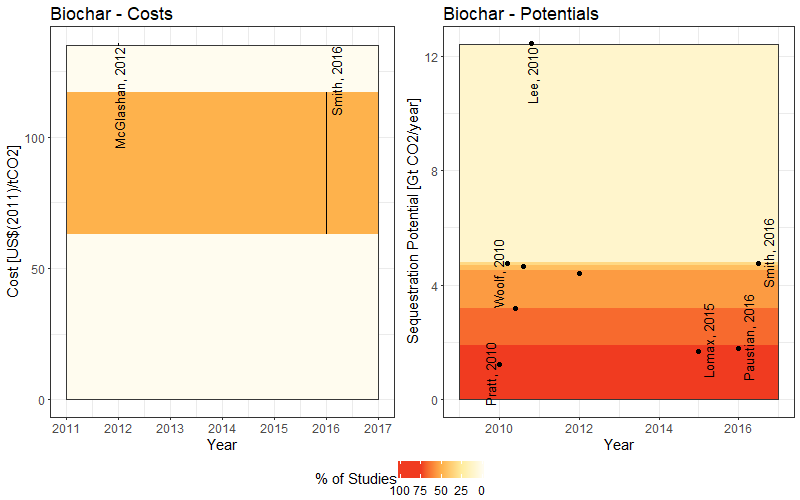 Biochar - Costs
Cost [US$(2011)/tCO2]
100
50
0
McGlashan, 2012
Smith, 2016
2011 2012 2013 2014 2015 2016 2017
Year
Biochar - Potentials
Sequestration Potential [Gt CO2/year]
12
8
4
0
Lee, 2010
Woolf, 2010
Pratt, 2010
Smith, 2016
Lomax, 2015
Paustian, 2016
2010 2012 2014 2016
Year
% of Studies
100 75 50 25 0